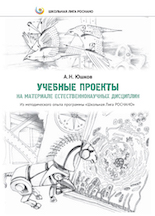 ШКОЛЬНАЯ ЛИГА РОСНАНО
А.Н. Юшков
УЧЕБНЫЕ ПРОЕКТЫ
НА МАТЕРИАЛЕ ЕСТЕСТВЕННОНАУЧНЫХ ДИСЦИПЛИН
Из методического опыта программы «Школьная Лига РОСНАНО»